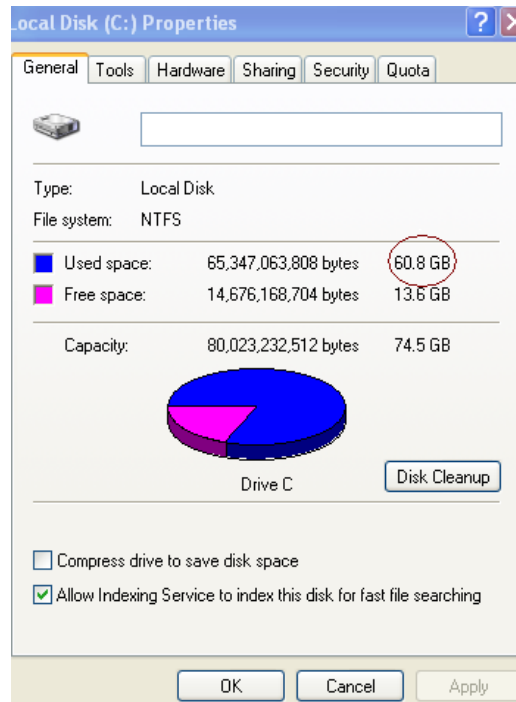 Local Disk (C:) Properties ?
General Tools Hardware Sharing Security Quota
Type: Local Disk
File system: NTFS
Used space: 65,347,063,808 bytes 60.8 GB
Free space: 14,676,168,704 bytes 13.6 GB
Capacity: 80,023,232,512 bytes 74.5 GB
Drive C
Disk Cleanup
Compress drive to save disk space
Allow Indexing Service to index this disk for fast file searching
OK Cancel Apply